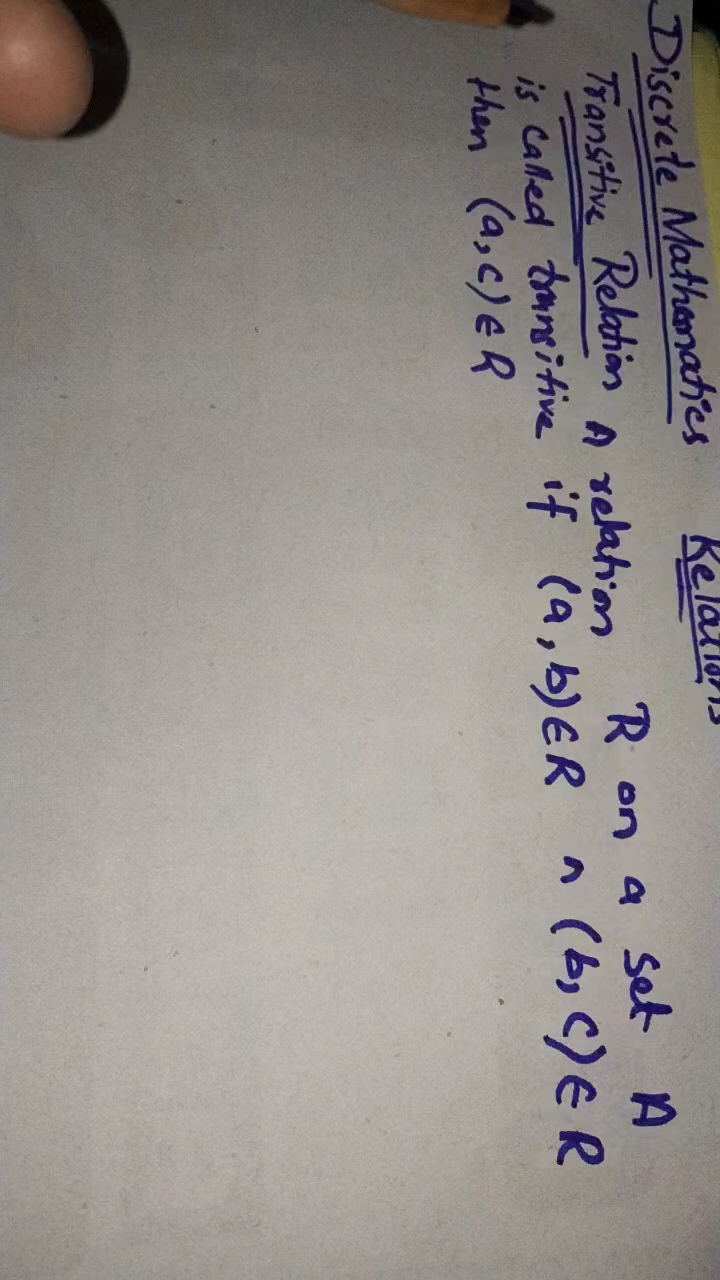 Discrete Mathematics Relations
Transitive Relation A relation R on a set A
is called transitive if (a,b)∈R ∧ (b,c)∈R
then (a,c)∈R